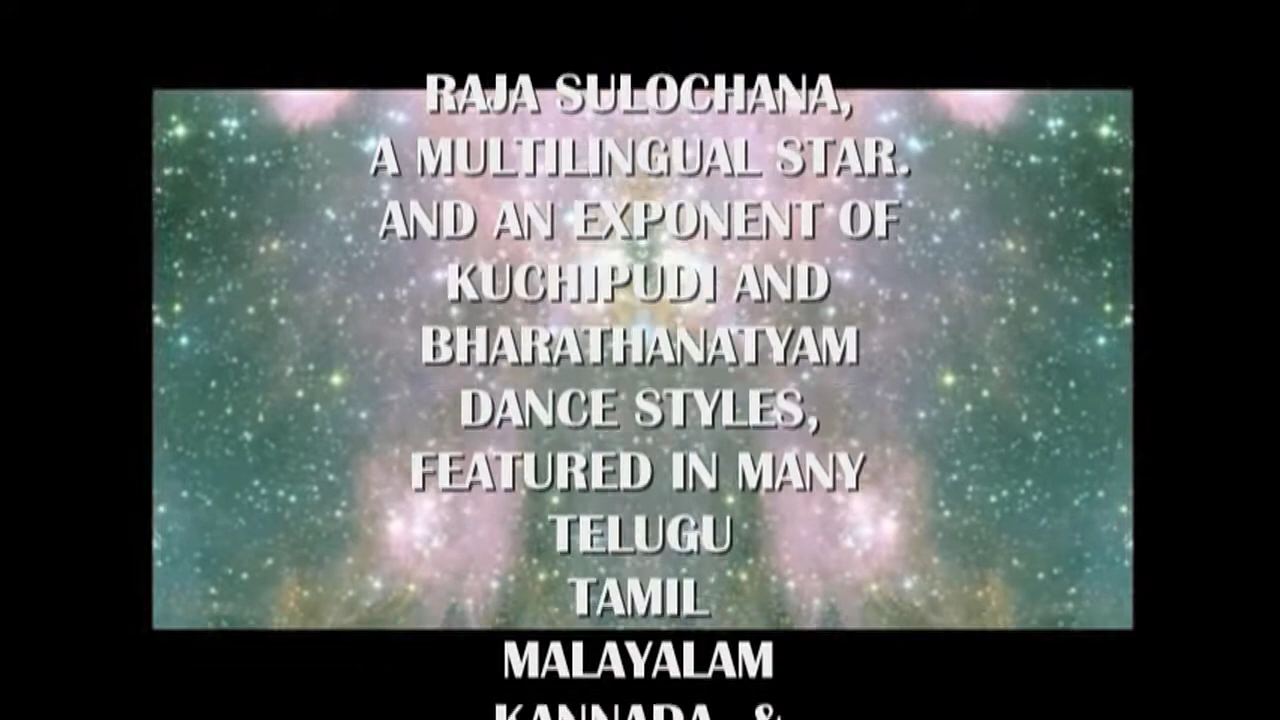 RAJA SULOCHANA,
A MULTILINGUAL STAR.
AND AN EXPONENT OF
KUCHIPUDI AND
BHARATHANATYAM
DANCE STYLES,
FEATURED IN MANY
TELUGU
TAMIL
MALAYALAM
KANNADA &